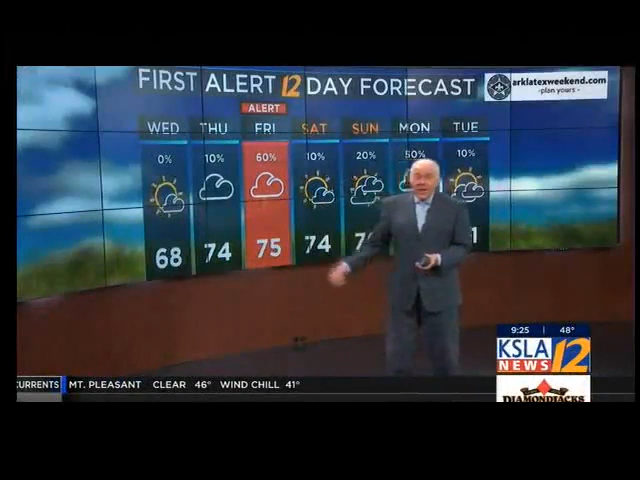 FIRST ALERT 12 DAY FORECAST
arklatexweekend.com
-plan yours-
ALERT
WED THU FRI SAT SUN MON TUE
0% 10% 60% 10% 20% 50% 10%
68 74 75 74
9:25 | 48°
KSLA 12
NEWS
CURRENTS MT. PLEASANT CLEAR 46° WIND CHILL 41°
DIAMONDJACKS